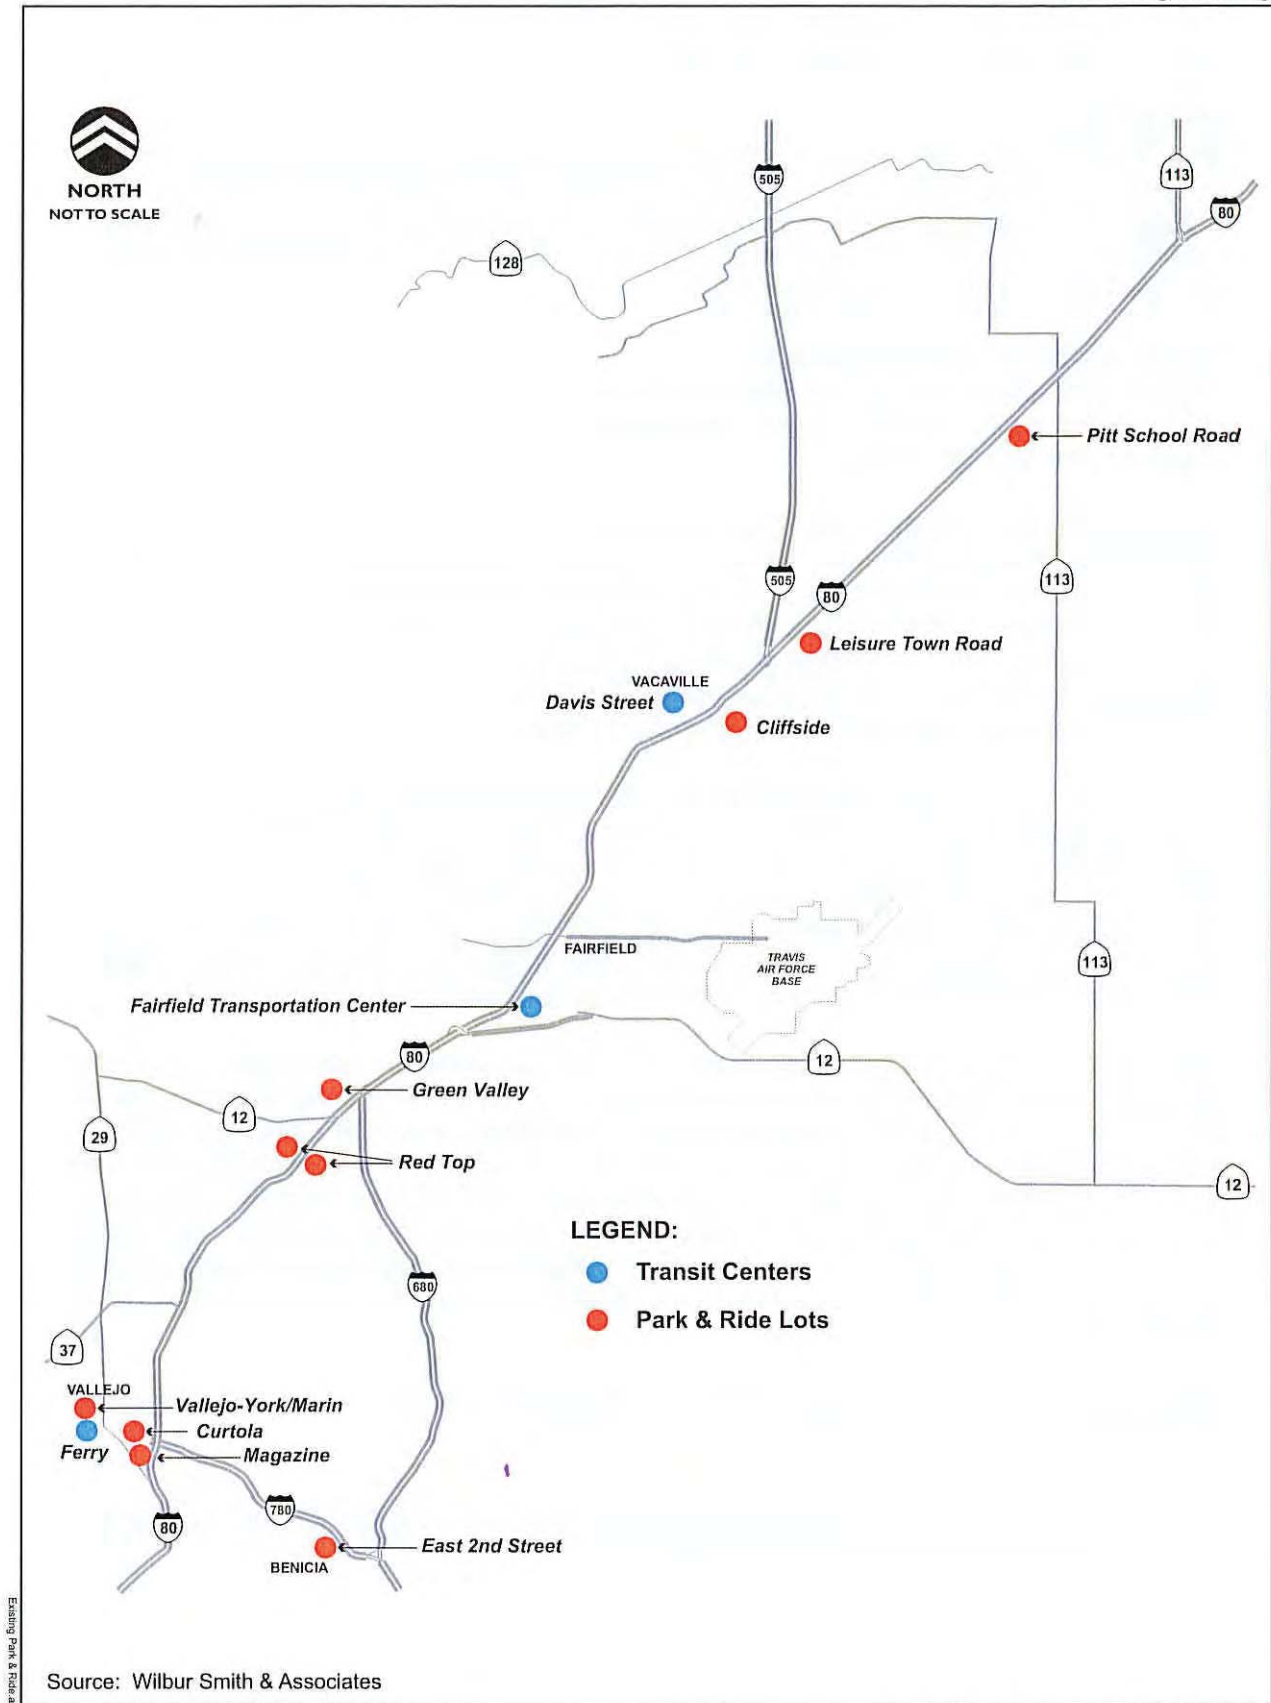 NORTH
NOT TO SCALE
505
113
80
128
Pitt School Road
505
80
113
Leisure Town Road
VACAVILLE
Davis Street
Cliffside
FAIRFIELD
TRAVIS
AIR FORCE
BASE
113
Fairfield Transportation Center
80
12
Green Valley
12
29
Red Top
12
LEGEND:
Transit Centers
680
Park & Ride Lots
37
VALLEJO
Vallejo-York/Marin
Curtola
Ferry
Magazine
780
80
East 2nd Street
BENICIA
Existing Park & Ride.a
Source: Wilbur Smith & Associates